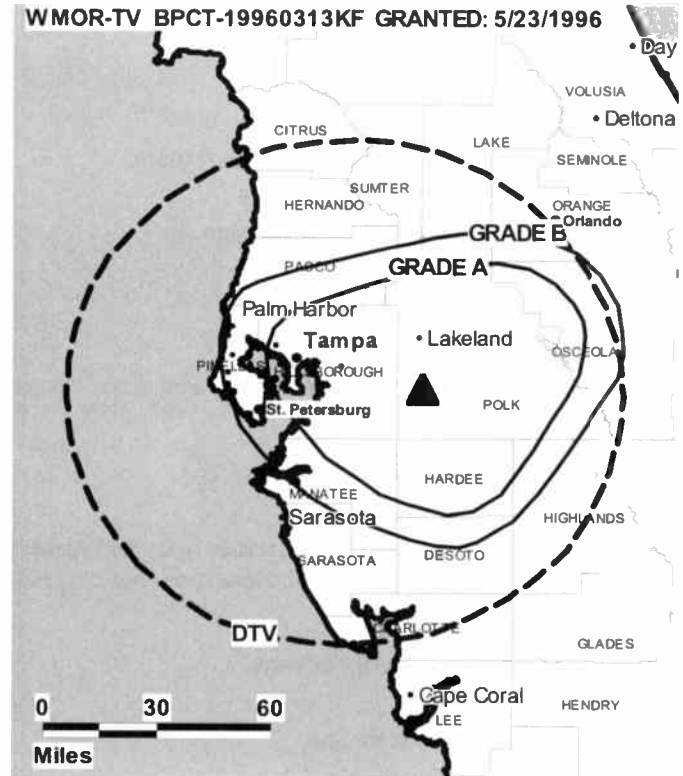 WMOR-TV BPCT-19960313KF GRANTED: 5/23/1996
Day
VOLUSIA
Deltona
CITRUS
LAKE
SEMINOLE
SUMTER
HERNANDO
ORANGE
Orlando
GRADE B
PASCO
GRADE A
Palm Harbor
Tampa
Lakeland
OSCEOLA
BOROUGH
POLK
St. Petersburg
HARDEE
MANATEE
Sarasota
HIGHLANDS
SARASOTA
DESOTO
DTV
CHARLOTTE
GLADES
Cape Coral
HENDRY
LEE
0 30 60
Miles